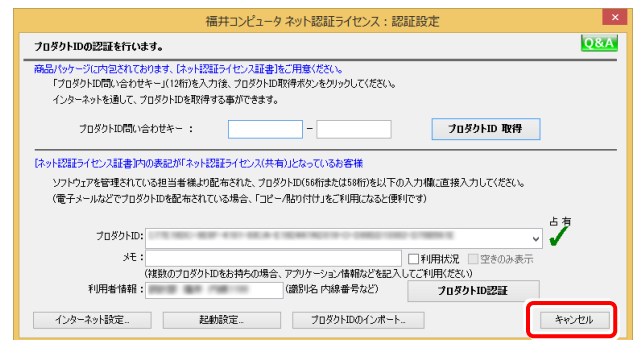 福井コンピュータ ネット認証ライセンス：認証設定
プロダクトIDの認証を行います。
Q&A
商品パッケージに内包されております、[ネット認証ライセンス証書]をご用意ください。
「プロダクトID問い合わせキー」(12桁)を入力後、プロダクトID取得ボタンをクリックしてください。
インターネットを通して、プロダクトIDを取得する事ができます。
プロダクトID問い合わせキー ：
－
プロダクトID 取得
[ネット認証ライセンス証書]内の表記が「ネット認証ライセンス(共有)」となっているお客様
ソフトウェアを管理されている担当者様より配布された、プロダクトID(56桁または58桁)を以下の入力欄に直接入力してください。
(電子メールなどでプロダクトIDを配布されている場合、「コピー/貼り付け」をご利用になると便利です)
占有
プロダクトID:
メモ：
利用状況
空きのみ表示
(複数のプロダクトIDをお持ちの場合、アプリケーション情報などを記入してご利用ください)
利用者情報：
(識別名 内線番号など)
プロダクトID認証
インターネット設定...
起動設定...
プロダクトIDのインポート...
キャンセル